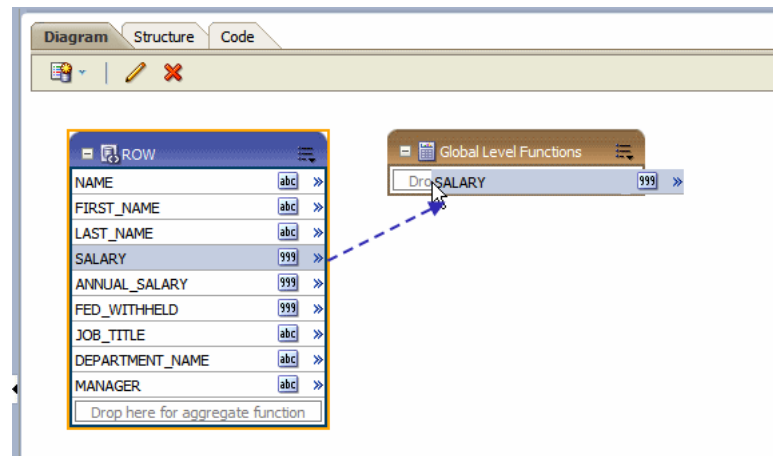 Diagram Structure Code
ROW
NAME abc
FIRST_NAME abc
LAST_NAME abc
SALARY 999
ANNUAL_SALARY 999
FED_WITHHELD 999
JOB_TITLE abc
DEPARTMENT_NAME abc
MANAGER abc
Drop here for aggregate function
Global Level Functions
Dro SALARY 999